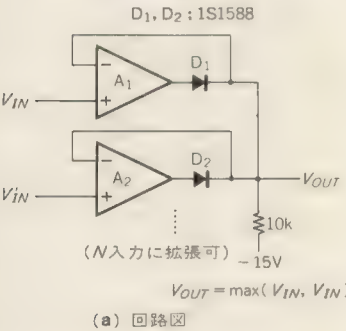 D₁, D₂ : 1S1588
−
A₁
+
D₁
V_IN
−
A₂
+
D₂
V'_IN
V_OUT
10k
−15V
(N入力に拡張可)
V_OUT = max(V_IN, V_IN)
(a) 回路図